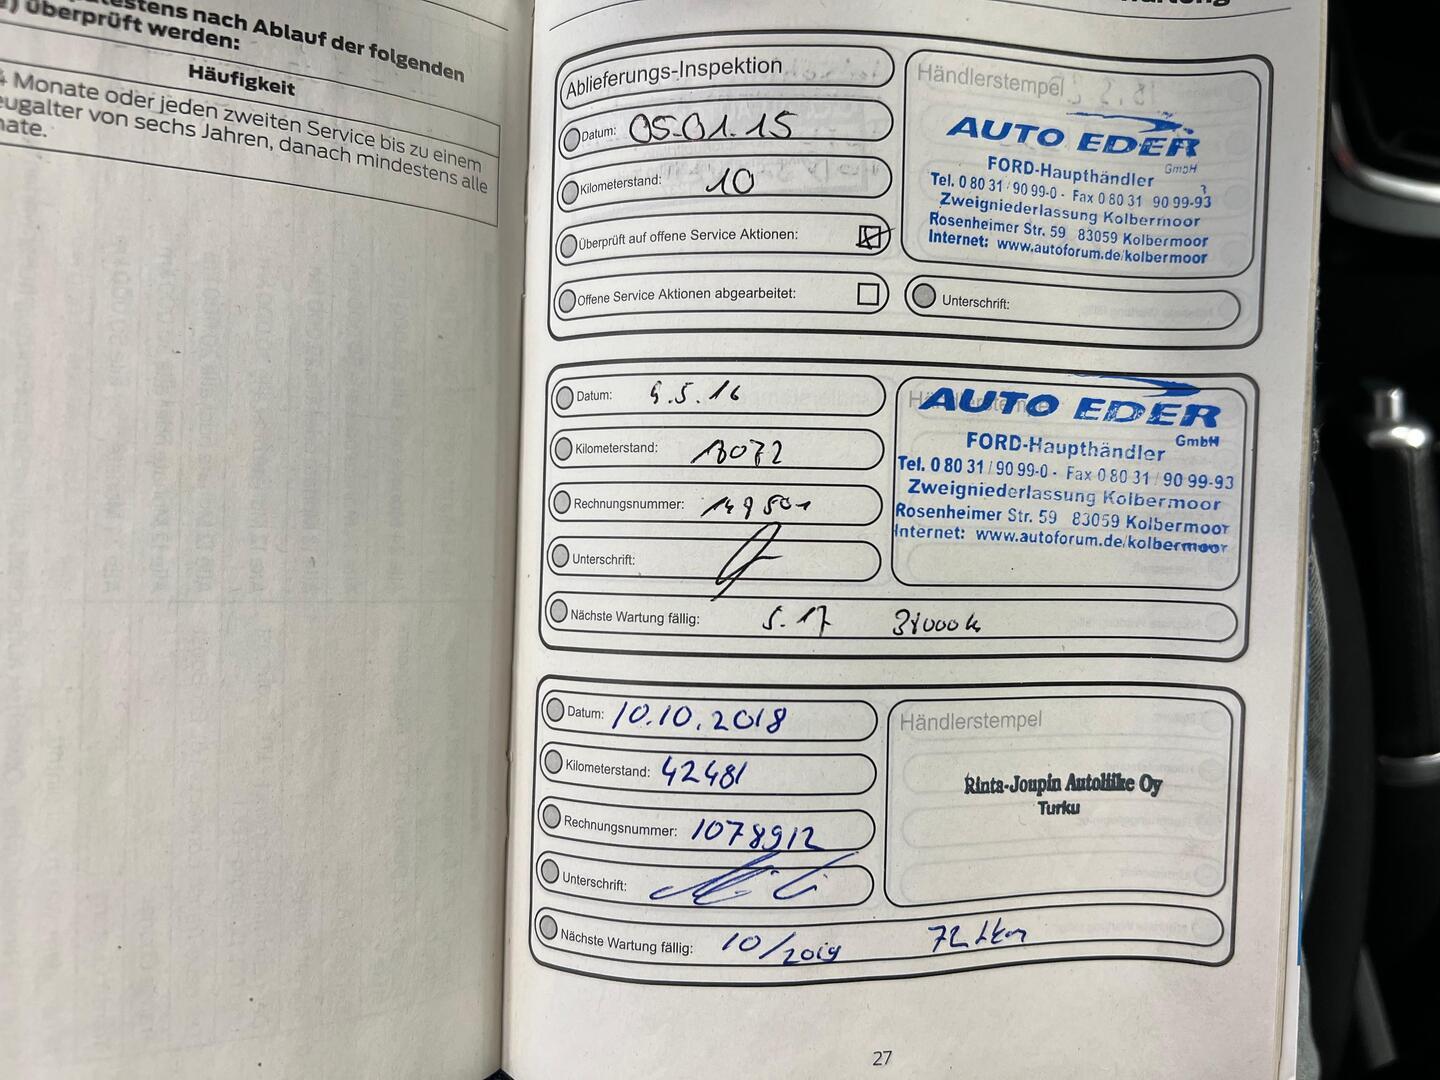 testens nach Ablauf der folgenden
überprüft werden:
Häufigkeit
4 Monate oder jeden zweiten Service bis zu einem
eugalter von sechs Jahren, danach mindestens alle
nate.
Ablieferungs-Inspektion
Datum: 05.01.15
Kilometerstand: 10
Überprüft auf offene Service Aktionen:
Offene Service Aktionen abgearbeitet:
Händlerstempel
AUTO EDER
GmbH
FORD-Haupthändler
Tel. 0 80 31 / 90 99-0 - Fax 0 80 31 90 99-93
Zweigniederlassung Kolbermoor
Rosenheimer Str. 59 83059 Kolbermoor
Internet: www.autoforum.de/kolbermoor
Unterschrift:
Datum: .5.16
Kilometerstand:
Rechnungsnummer:
Unterschrift:
Nächste Wartung fällig: 5.17
AUTO EDER
GmbH
FORD-Haupthändler
Tel. 0 80 31 / 90 99-0 - Fax 0 80 31 / 90 99-93
Zweigniederlassung Kolbermoor
Rosenheimer Str. 59 83059 Kolbermoor
Internet: www.autoforum.de/kolbermoor
Datum: 10.10.2018
Kilometerstand: 42481
Rechnungsnummer: 1078912
Unterschrift:
Nächste Wartung fällig: 10/2019 72 tkm
Händlerstempel
Rinta-Joupin Autoliike Oy
Turku
27